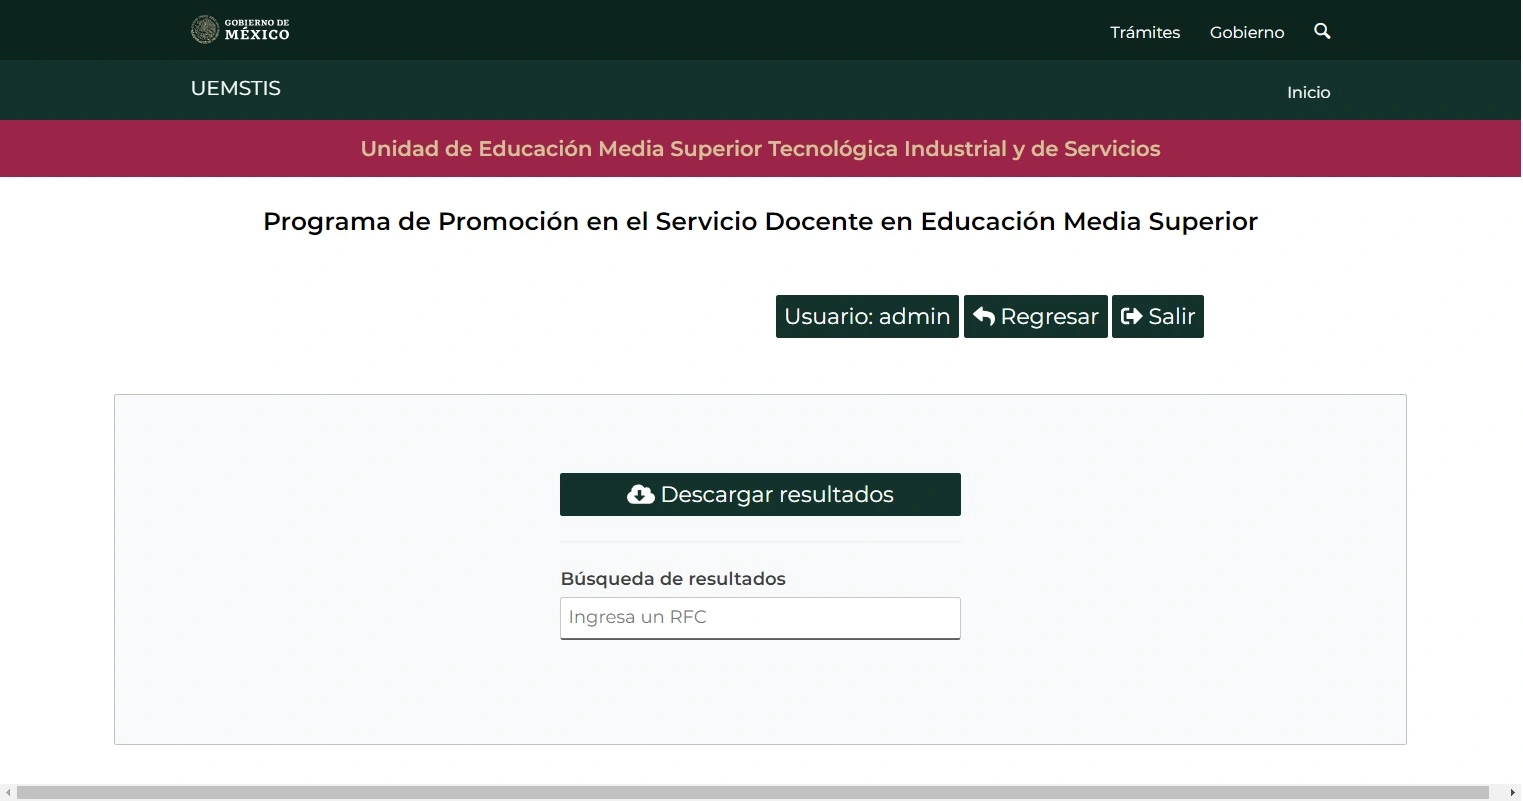 GOBIERNO DE
MÉXICO
Trámites
Gobierno
UEMSTIS
Inicio
Unidad de Educación Media Superior Tecnológica Industrial y de Servicios
Programa de Promoción en el Servicio Docente en Educación Media Superior
Usuario: admin
Regresar
Salir
Descargar resultados
Búsqueda de resultados
Ingresa un RFC